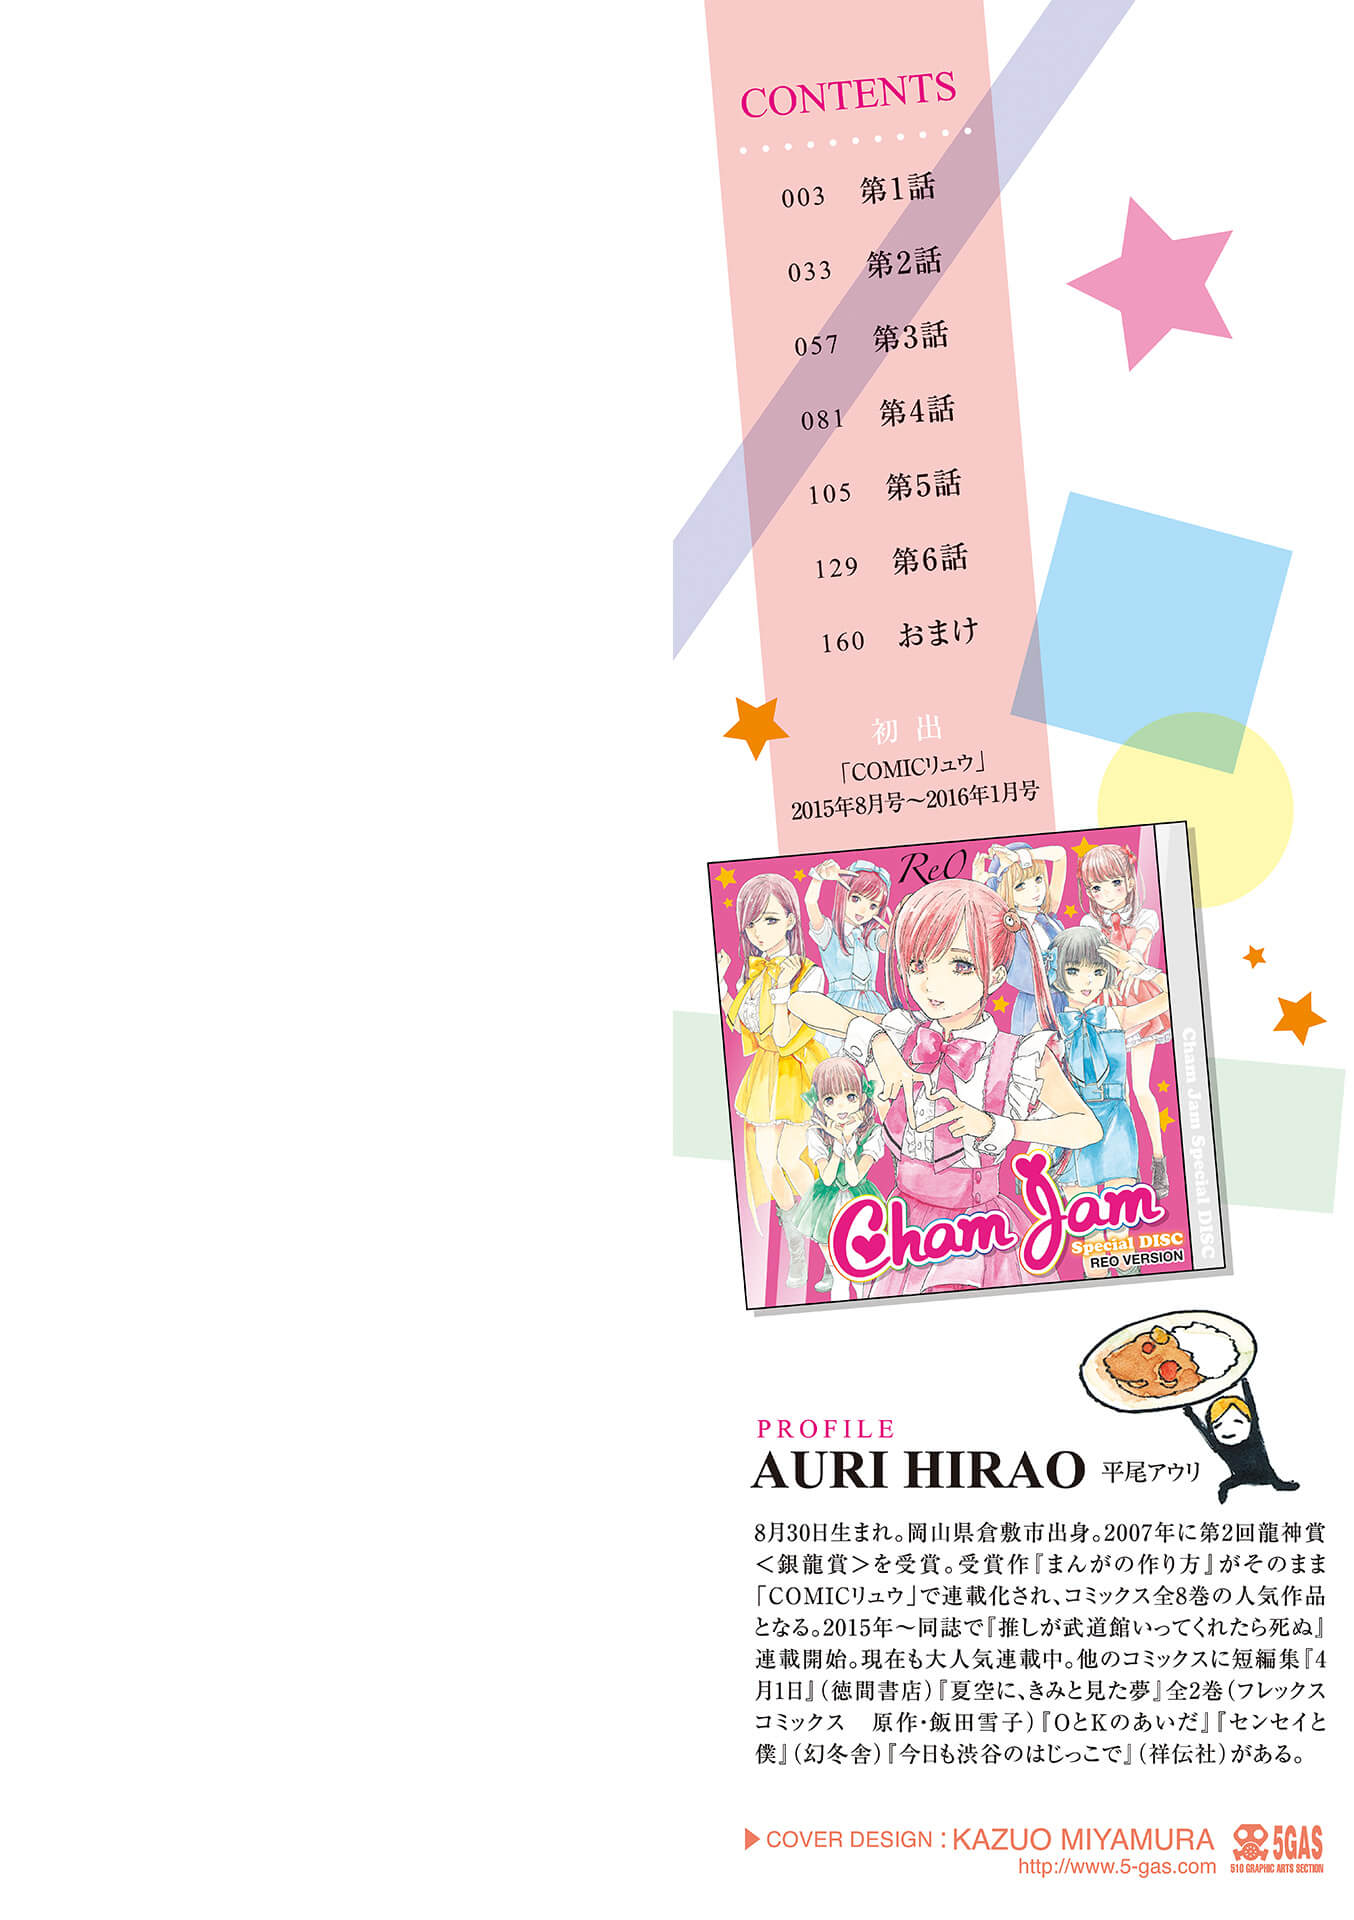 CONTENTS
003 第1話
033 第2話
057 第3話
081 第4話
105 第5話
129 第6話
160 おまけ
初出
「COMICリュウ」
2015年8月号～2016年1月号
ReO
Cham Jam
Special DISC
REO VERSION
Cham Jam Special DISC
PROFILE
AURI HIRAO 平尾アウリ
8月30日生まれ。岡山県倉敷市出身。2007年に第2回龍神賞
＜銀龍賞＞を受賞。受賞作『まんがの作り方』がそのまま
「COMICリュウ」で連載化され、コミックス全8巻の人気作品
となる。2015年～同誌で『推しが武道館いってくれたら死ぬ』
連載開始。現在も大人気連載中。他のコミックスに短編集『4
月1日』（徳間書店）『夏空に、きみと見た夢』全2巻（フレックス
コミックス　原作・飯田雪子）『OとKのあいだ』『センセイと
僕』（幻冬舎）『今日も渋谷のはじっこで』（祥伝社）がある。
COVER DESIGN : KAZUO MIYAMURA
http://www.5-gas.com
5GAS
510 GRAPHIC ARTS SECTION